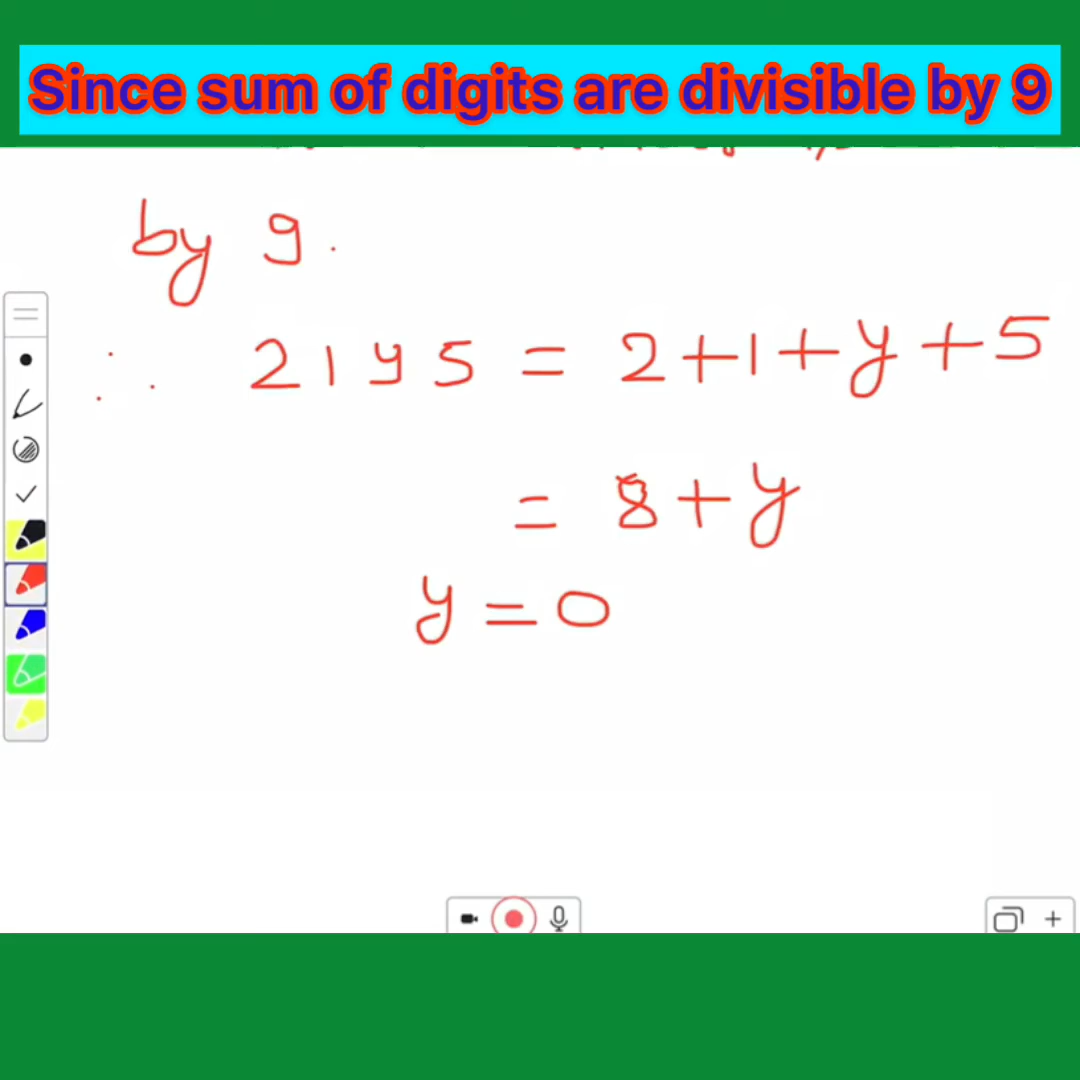 Since sum of digits are divisible by 9
by 9.
∴ 21y5 = 2+1+y+5
= 8+y
y=0